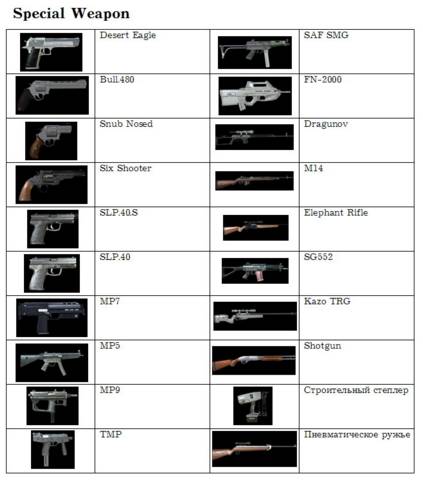 Special Weapon
Desert Eagle SAF SMG
Bull.480 FN-2000
Snub Nosed Dragunov
Six Shooter M14
SLP.40.S Elephant Rifle
SLP.40 SG552
MP7 Kazo TRG
MP5 Shotgun
MP9 Строительный степлер
TMP Пневматическое ружье